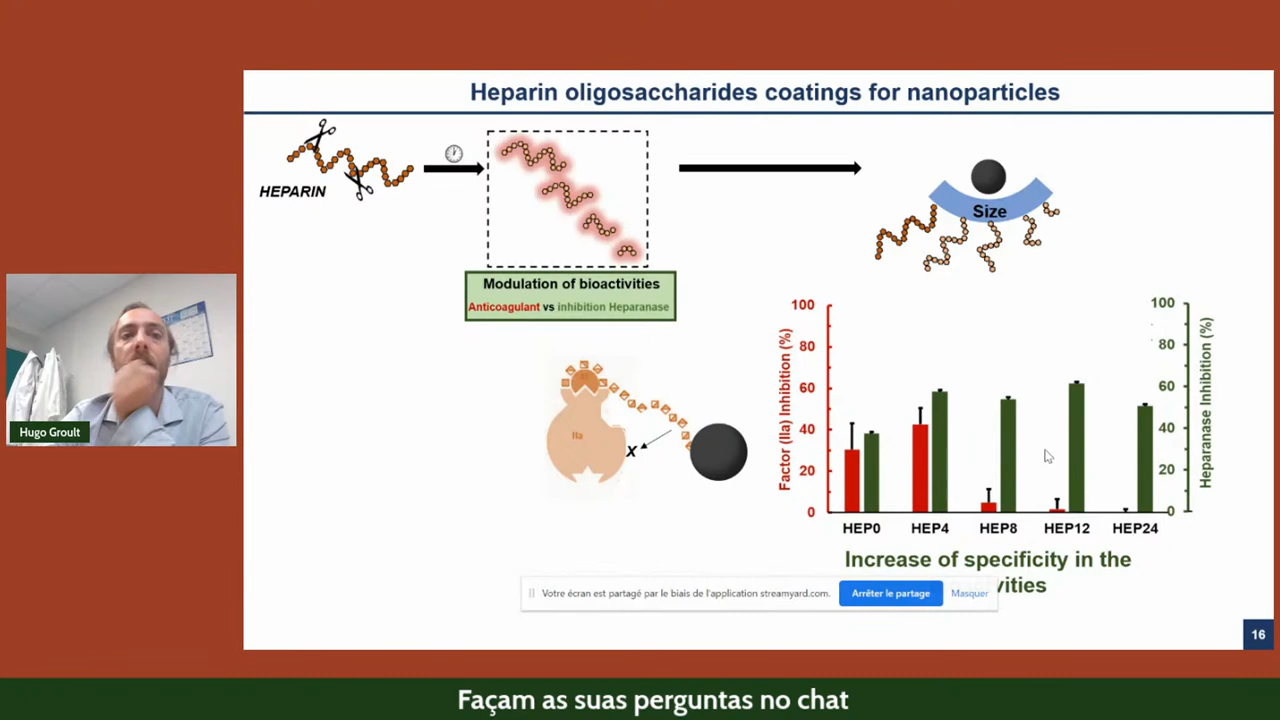 Heparin oligosaccharides coatings for nanoparticles
HEPARIN
Size
Modulation of bioactivities
Anticoagulant vs inhibition Heparanase
IIa
X
Factor (IIa) Inhibition (%)
100
80
60
40
20
0
HEP0
HEP4
HEP8
HEP12
HEP24
100
80
60
40
20
0
Heparanase Inhibition (%)
Increase of specificity in the
vities
Votre écran est partagé par le biais de l'application streamyard.com.
Arrêter le partage
Masquer
16
Hugo Groult
Façam as suas perguntas no chat